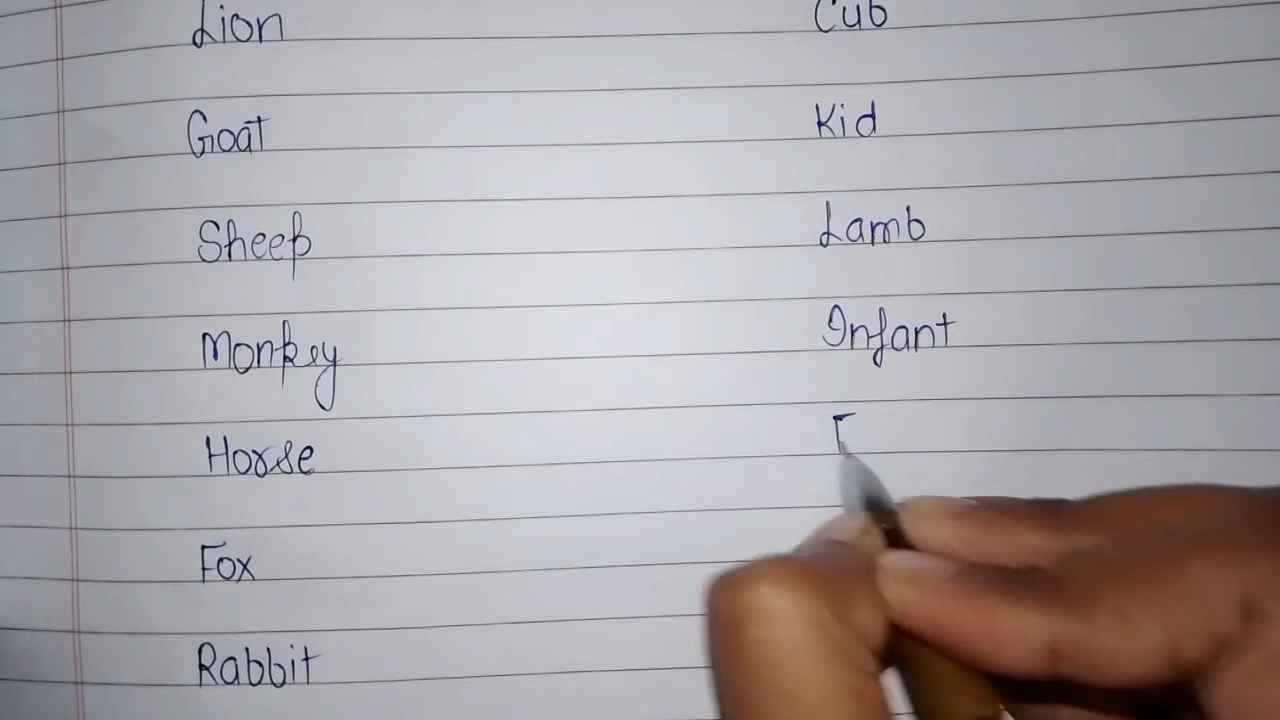 Lion Cub
Goat Kid
Sheep Lamb
Monkey Infant
Horse F
Fox
Rabbit